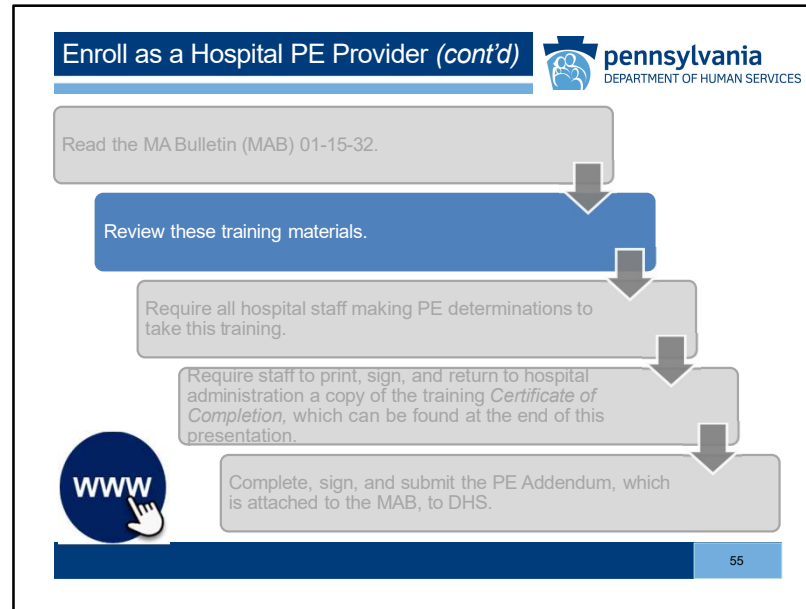 Enroll as a Hospital PE Provider (cont'd)
pennsylvania
DEPARTMENT OF HUMAN SERVICES
Read the MA Bulletin (MAB) 01-15-32.
Review these training materials.
Require all hospital staff making PE determinations to
take this training.
Require staff to print, sign, and return to hospital
administration a copy of the training Certificate of
Completion, which can be found at the end of this
presentation.
Complete, sign, and submit the PE Addendum, which
is attached to the MAB, to DHS.
www
55